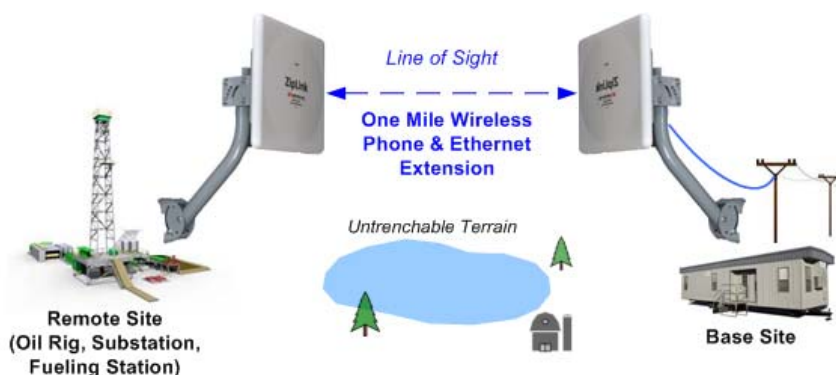 ZipLink
Line of Sight
ZipLink
One Mile Wireless
Phone & Ethernet
Extension
Untrenchable Terrain
Remote Site
(Oil Rig, Substation,
Fueling Station)
Base Site